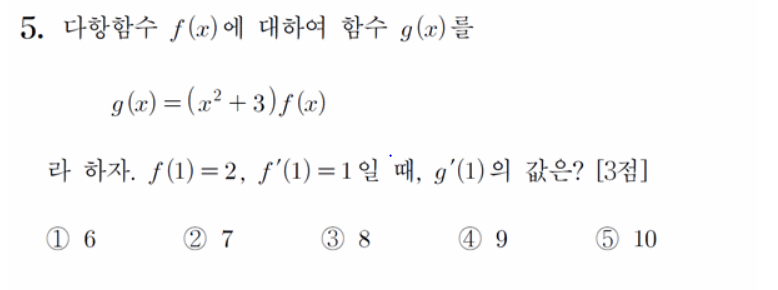 5. 다항함수 f(x)에 대하여 함수 g(x)를
g(x)=(x²+3)f(x)
라 하자. f(1)=2, f′(1)=1일 때, g′(1)의 값은? [3점]
① 6 ② 7 ③ 8 ④ 9 ⑤ 10